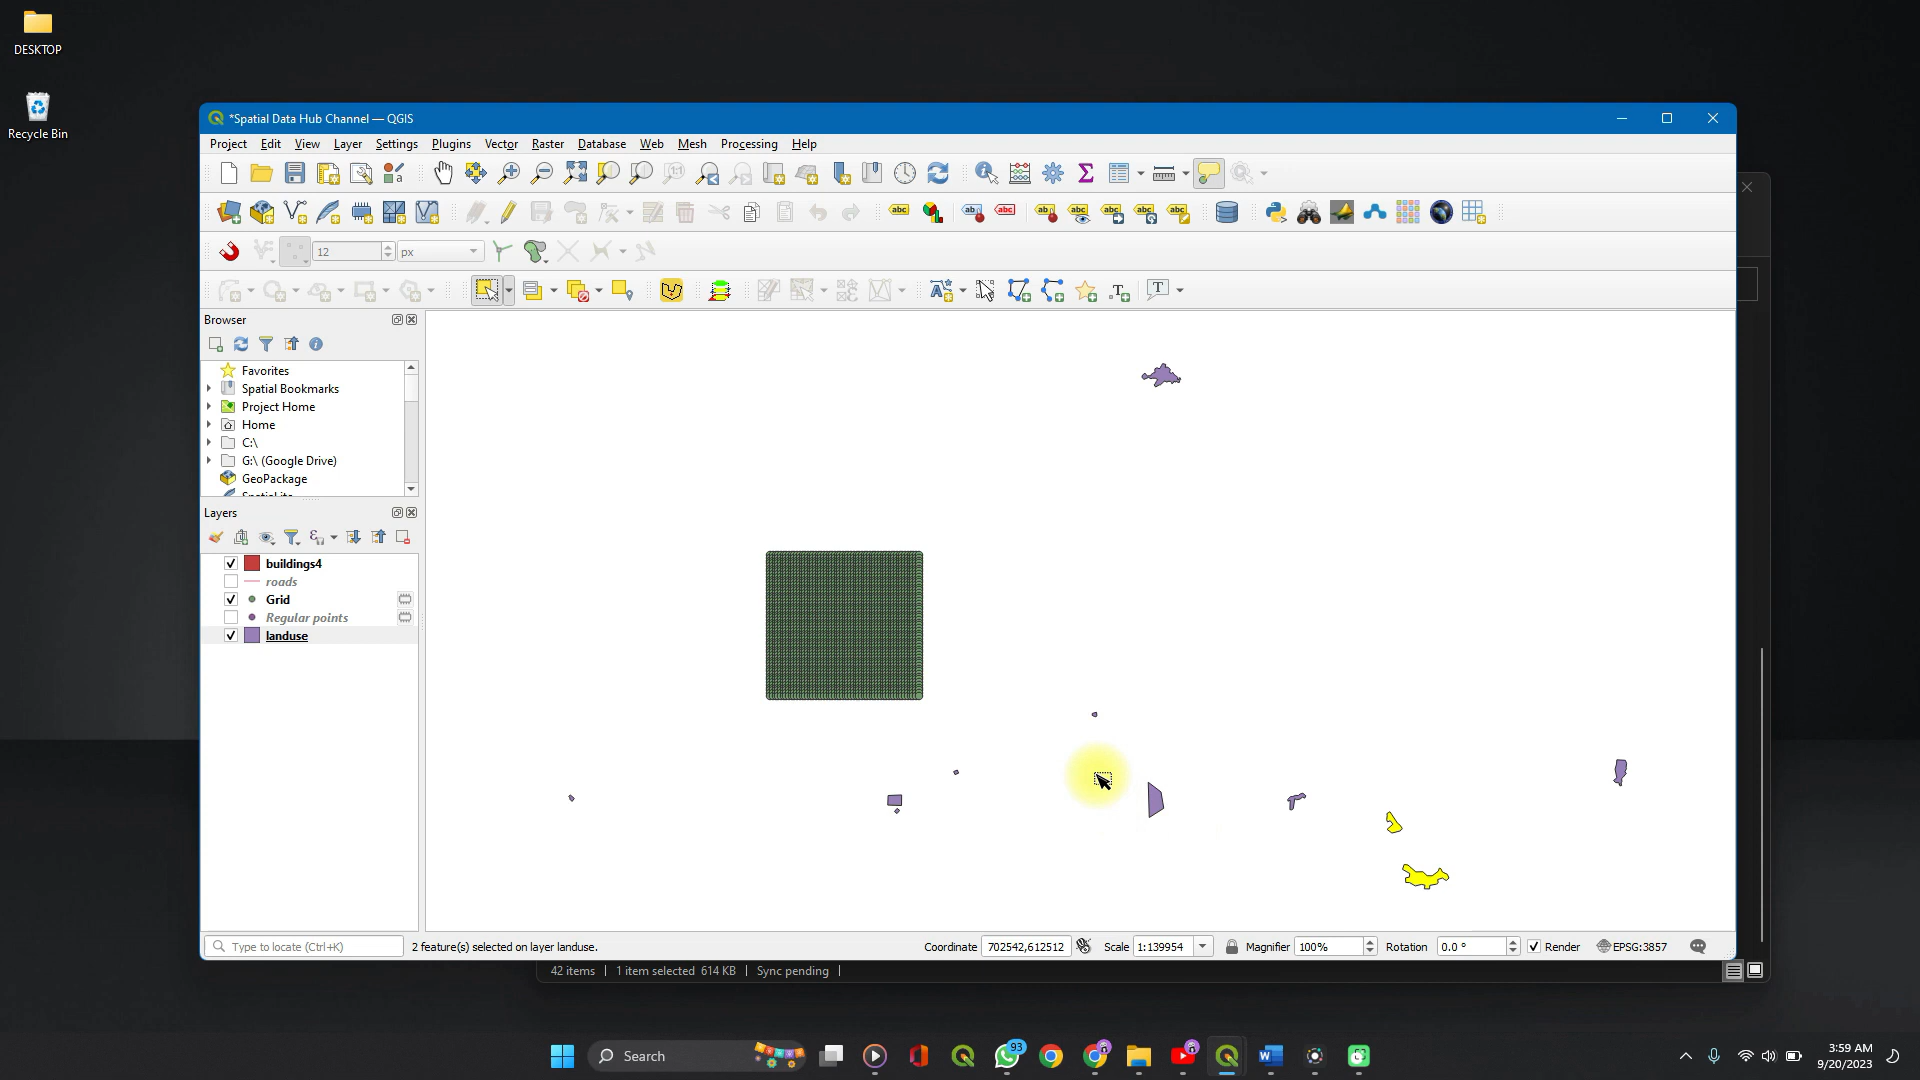 DESKTOP
Recycle Bin
*Spatial Data Hub Channel — QGIS
Project Edit View Layer Settings Plugins Vector Raster Database Web Mesh Processing Help
12 px
Browser
Favorites
Spatial Bookmarks
Project Home
Home
C:\
G:\ (Google Drive)
GeoPackage
SpatiaLite
Layers
buildings4
roads
Grid
Regular points
landuse
Type to locate (Ctrl+K) 2 feature(s) selected on layer landuse. Coordinate 702542,612512 Scale 1:139954 Magnifier 100% Rotation 0.0 ° Render EPSG:3857
42 items 1 item selected 614 KB Sync pending
Search
93
3:59 AM
9/20/2023